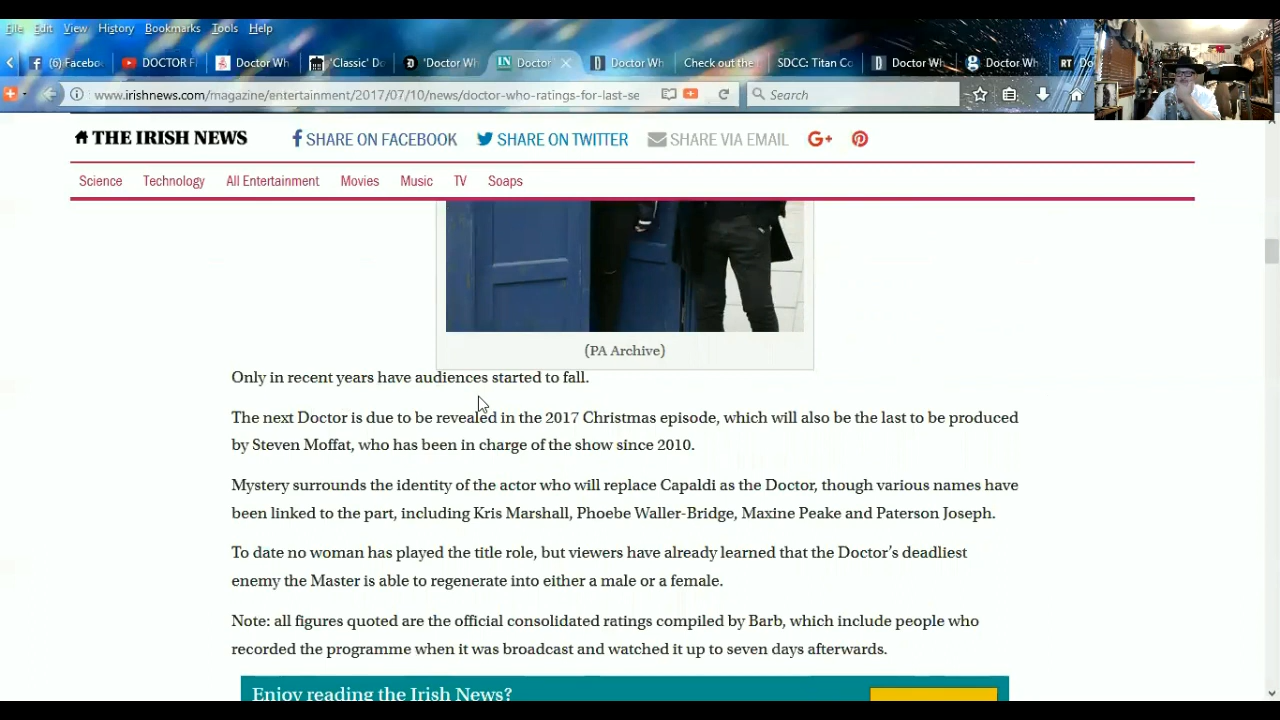 File Edit View History Bookmarks Tools Help
(6) Facebo DOCTOR F Doctor Wh 'Classic' Do 'Doctor Wh Doctor Doctor Wh Check out the SDCC: Titan Co Doctor Wh Doctor Wh Do
www.irishnews.com/magazine/entertainment/2017/07/10/news/doctor-who-ratings-for-last-se Search
THE IRISH NEWS SHARE ON FACEBOOK SHARE ON TWITTER SHARE VIA EMAIL G+
Science Technology All Entertainment Movies Music TV Soaps
(PA Archive)
Only in recent years have audiences started to fall.
The next Doctor is due to be revealed in the 2017 Christmas episode, which will also be the last to be produced
by Steven Moffat, who has been in charge of the show since 2010.
Mystery surrounds the identity of the actor who will replace Capaldi as the Doctor, though various names have
been linked to the part, including Kris Marshall, Phoebe Waller-Bridge, Maxine Peake and Paterson Joseph.
To date no woman has played the title role, but viewers have already learned that the Doctor's deadliest
enemy the Master is able to regenerate into either a male or a female.
Note: all figures quoted are the official consolidated ratings compiled by Barb, which include people who
recorded the programme when it was broadcast and watched it up to seven days afterwards.
Enjoy reading the Irish News?